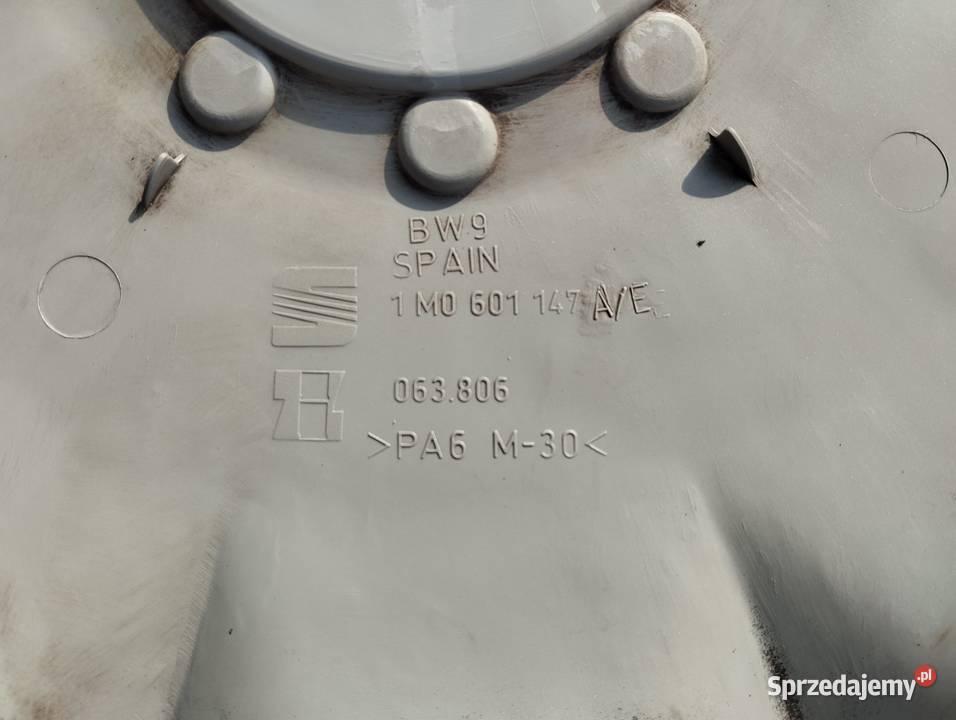 BW9
SPAIN
1 M0 601 147 A/E
063.806
>PA6 M-30<
Sprzedajemy.pl